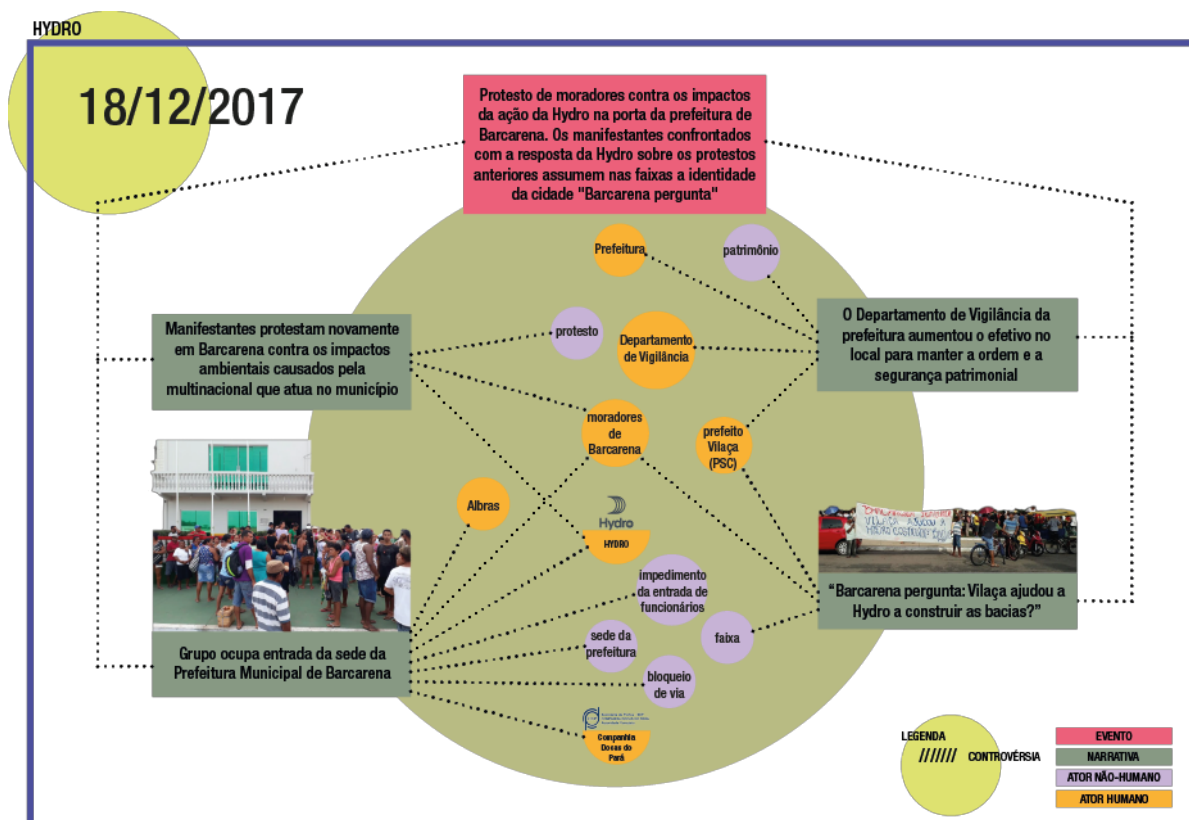 HYDRO
18/12/2017
Protesto de moradores contra os impactos
da ação da Hydro na porta da prefeitura de
Barcarena. Os manifestantes confrontados
com a resposta da Hydro sobre os protestos
anteriores assumem nas faixas a identidade
da cidade "Barcarena pergunta"
Prefeitura
patrimônio
Manifestantes protestam novamente
em Barcarena contra os impactos
ambientais causados pela
multinacional que atua no município
protesto
Departamento
de Vigilância
O Departamento de Vigilância da
prefeitura aumentou o efetivo no
local para manter a ordem e a
segurança patrimonial
moradores
de
Barcarena
prefeito
Vilaça
(PSC)
Albras
Hydro
HYDRO
VILAÇA AJUDOU A
HYDRO CONSTRUIR
impedimento
da entrada de
funcionários
“Barcarena pergunta: Vilaça ajudou a
Hydro a construir as bacias?”
sede da
prefeitura
faixa
Grupo ocupa entrada da sede da
Prefeitura Municipal de Barcarena
bloqueio
de via
Companhia
Docas do
Pará
LEGENDA
/////// CONTROVÉRSIA
EVENTO
NARRATIVA
ATOR NÃO-HUMANO
ATOR HUMANO